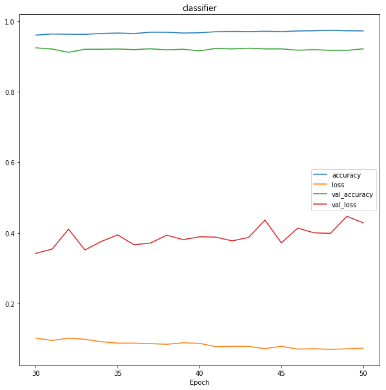 classifier
1.0
0.8
0.6
0.4
0.2
accuracy
loss
val_accuracy
val_loss
30 35 40 45 50
Epoch